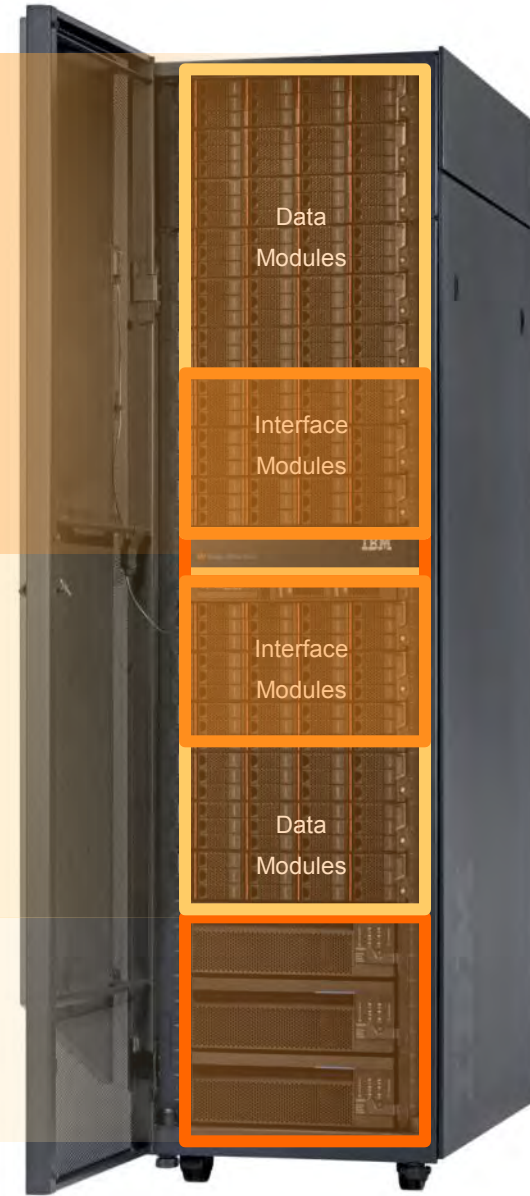 Data
Modules
Interface
Modules
IBM
Interface
Modules
Data
Modules